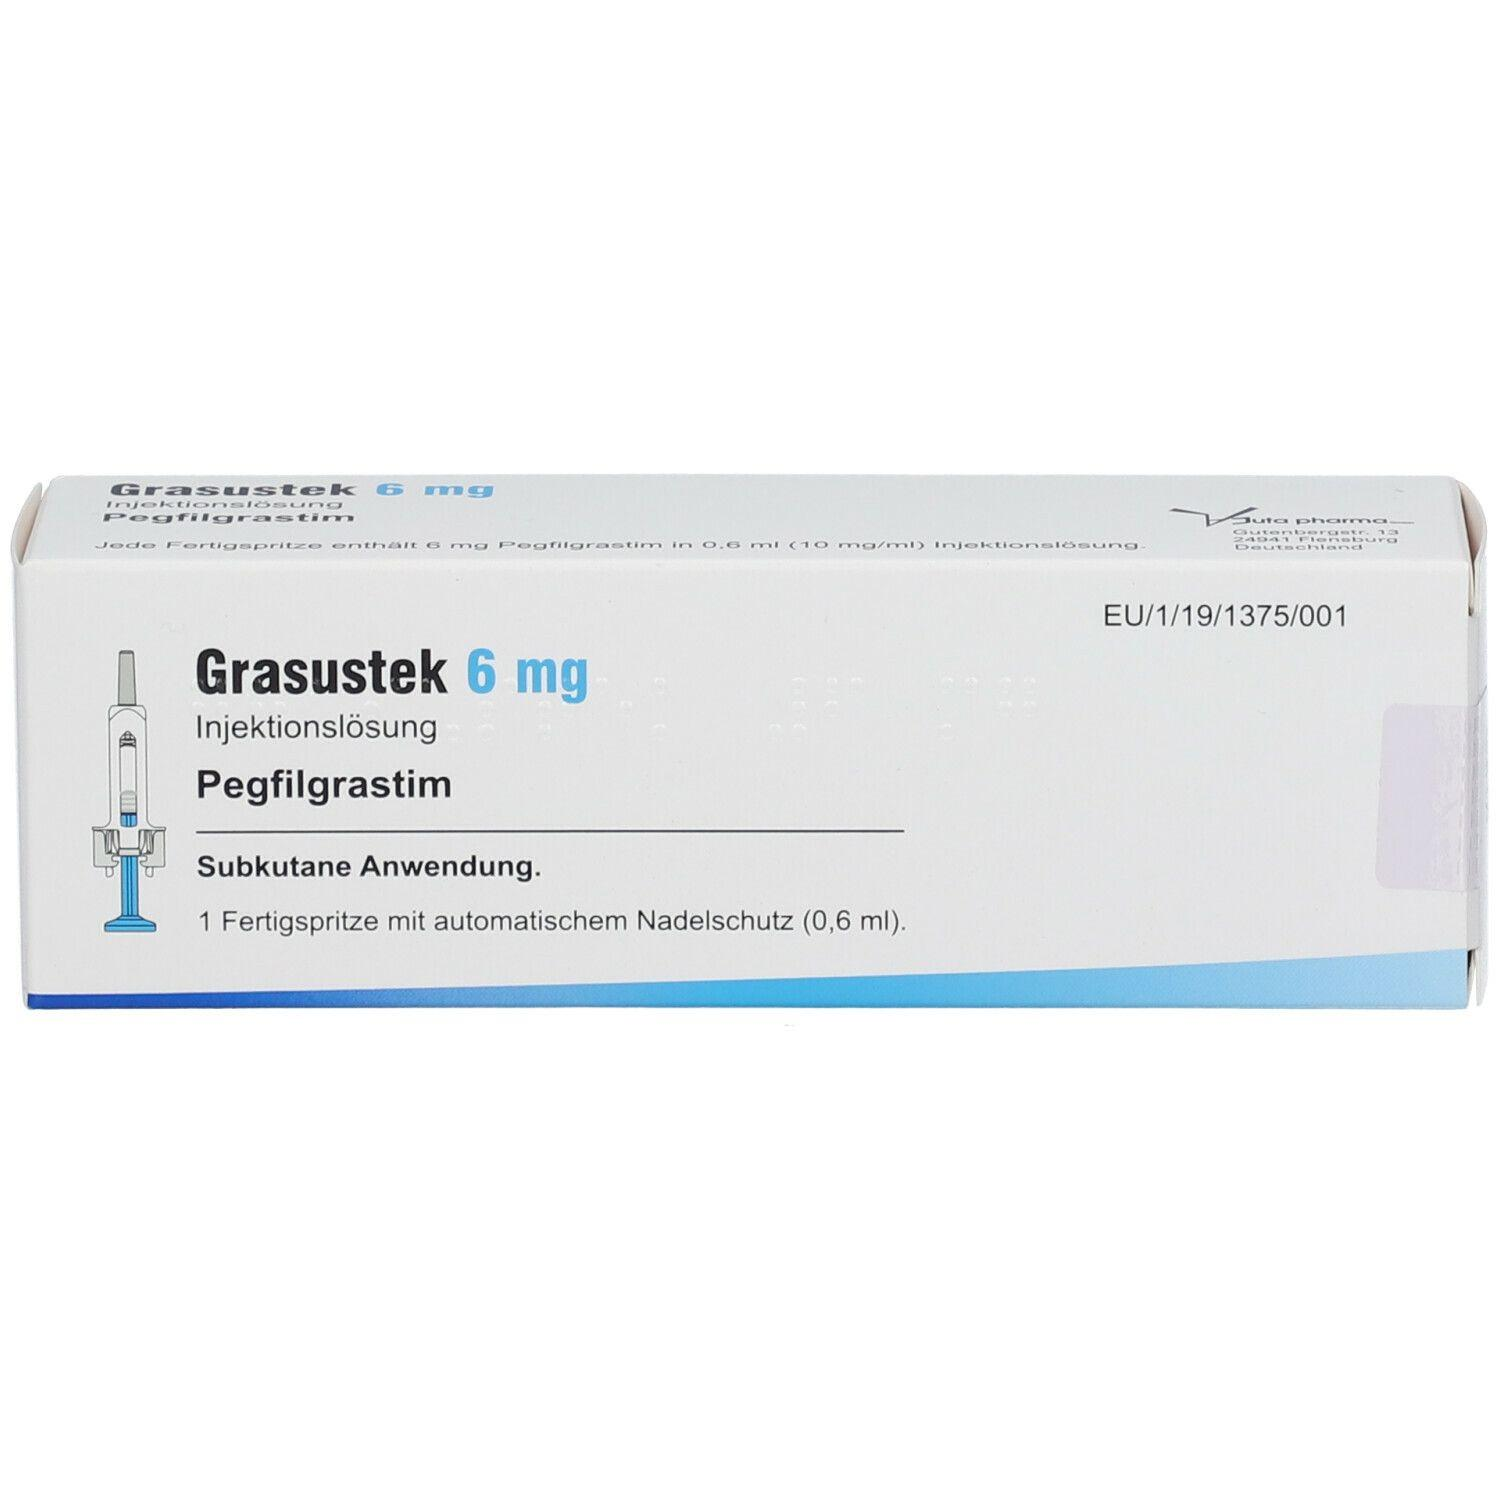 Grasustek 6 mg
Injektionslösung
Pegfilgrastim
Jede Fertigspritze enthält 6 mg Pegfilgrastim in 0,6 ml (10 mg/ml) Injektionslösung.
Juta pharma
Gutenbergstr. 13
24941 Flensburg
Deutschland
EU/1/19/1375/001
Grasustek 6 mg
Injektionslösung
Pegfilgrastim
Subkutane Anwendung.
1 Fertigspritze mit automatischem Nadelschutz (0,6 ml).